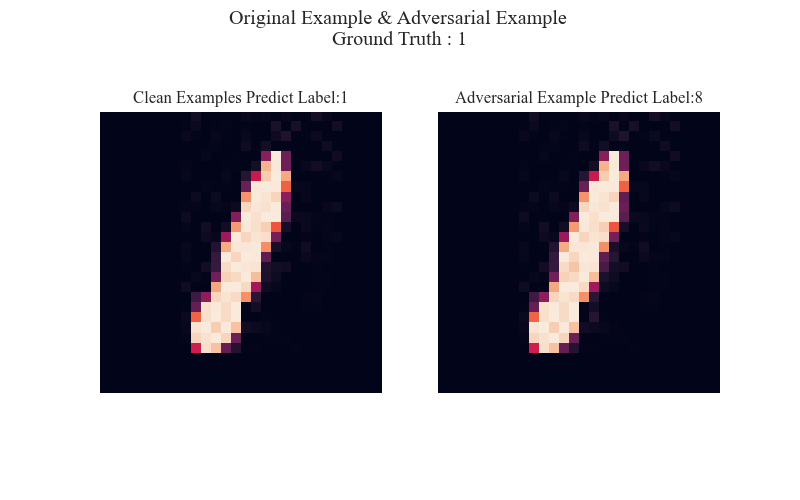 Original Example & Adversarial Example
Ground Truth : 1
Clean Examples Predict Label:1
Adversarial Example Predict Label:8